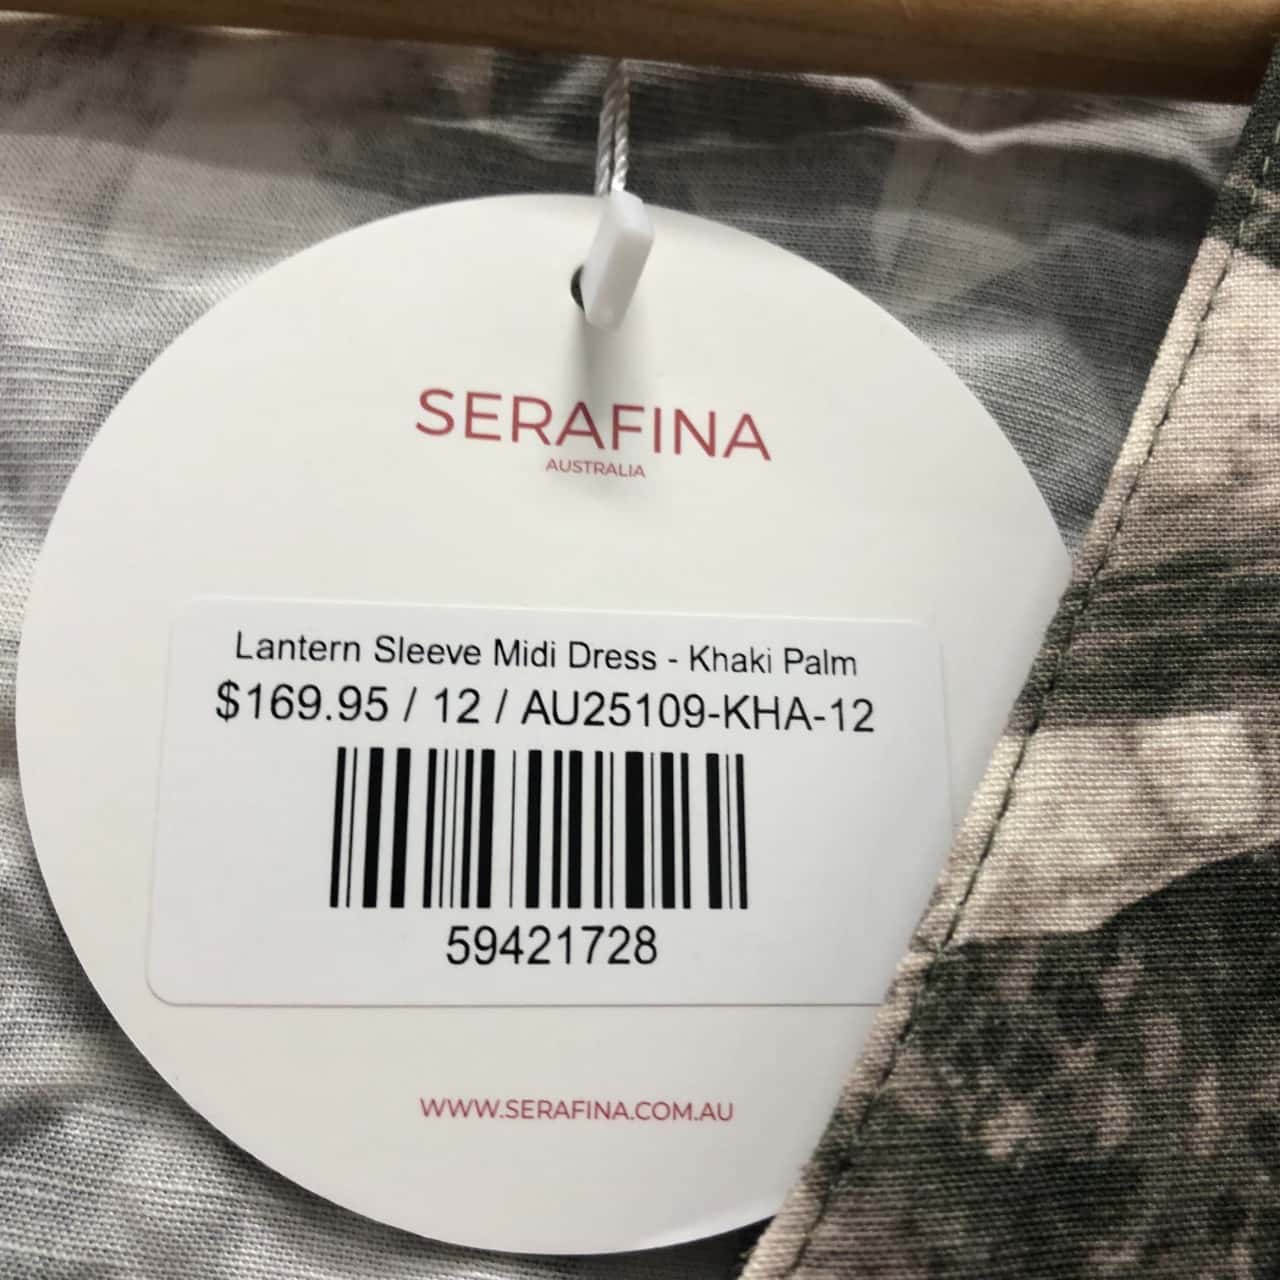 SERAFINA
AUSTRALIA
Lantern Sleeve Midi Dress - Khaki Palm
$169.95 / 12 / AU25109-KHA-12
59421728
WWW.SERAFINA.COM.AU